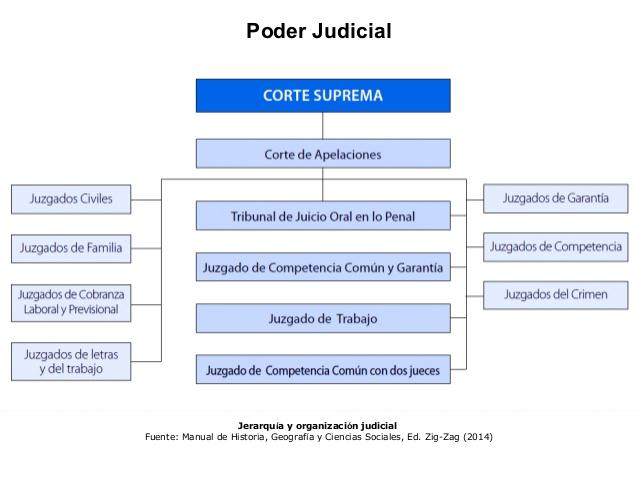 Poder Judicial
CORTE SUPREMA
Corte de Apelaciones
Juzgados Civiles
Juzgados de Familia
Juzgados de Cobranza
Laboral y Previsional
Juzgados de letras
y del trabajo
Tribunal de Juicio Oral en lo Penal
Juzgado de Competencia Común y Garantía
Juzgado de Trabajo
Juzgado de Competencia Común con dos jueces
Juzgados de Garantía
Juzgados de Competencia
Juzgados del Crimen
Jerarquía y organización judicial
Fuente: Manual de Historia, Geografía y Ciencias Sociales, Ed. Zig-Zag (2014)